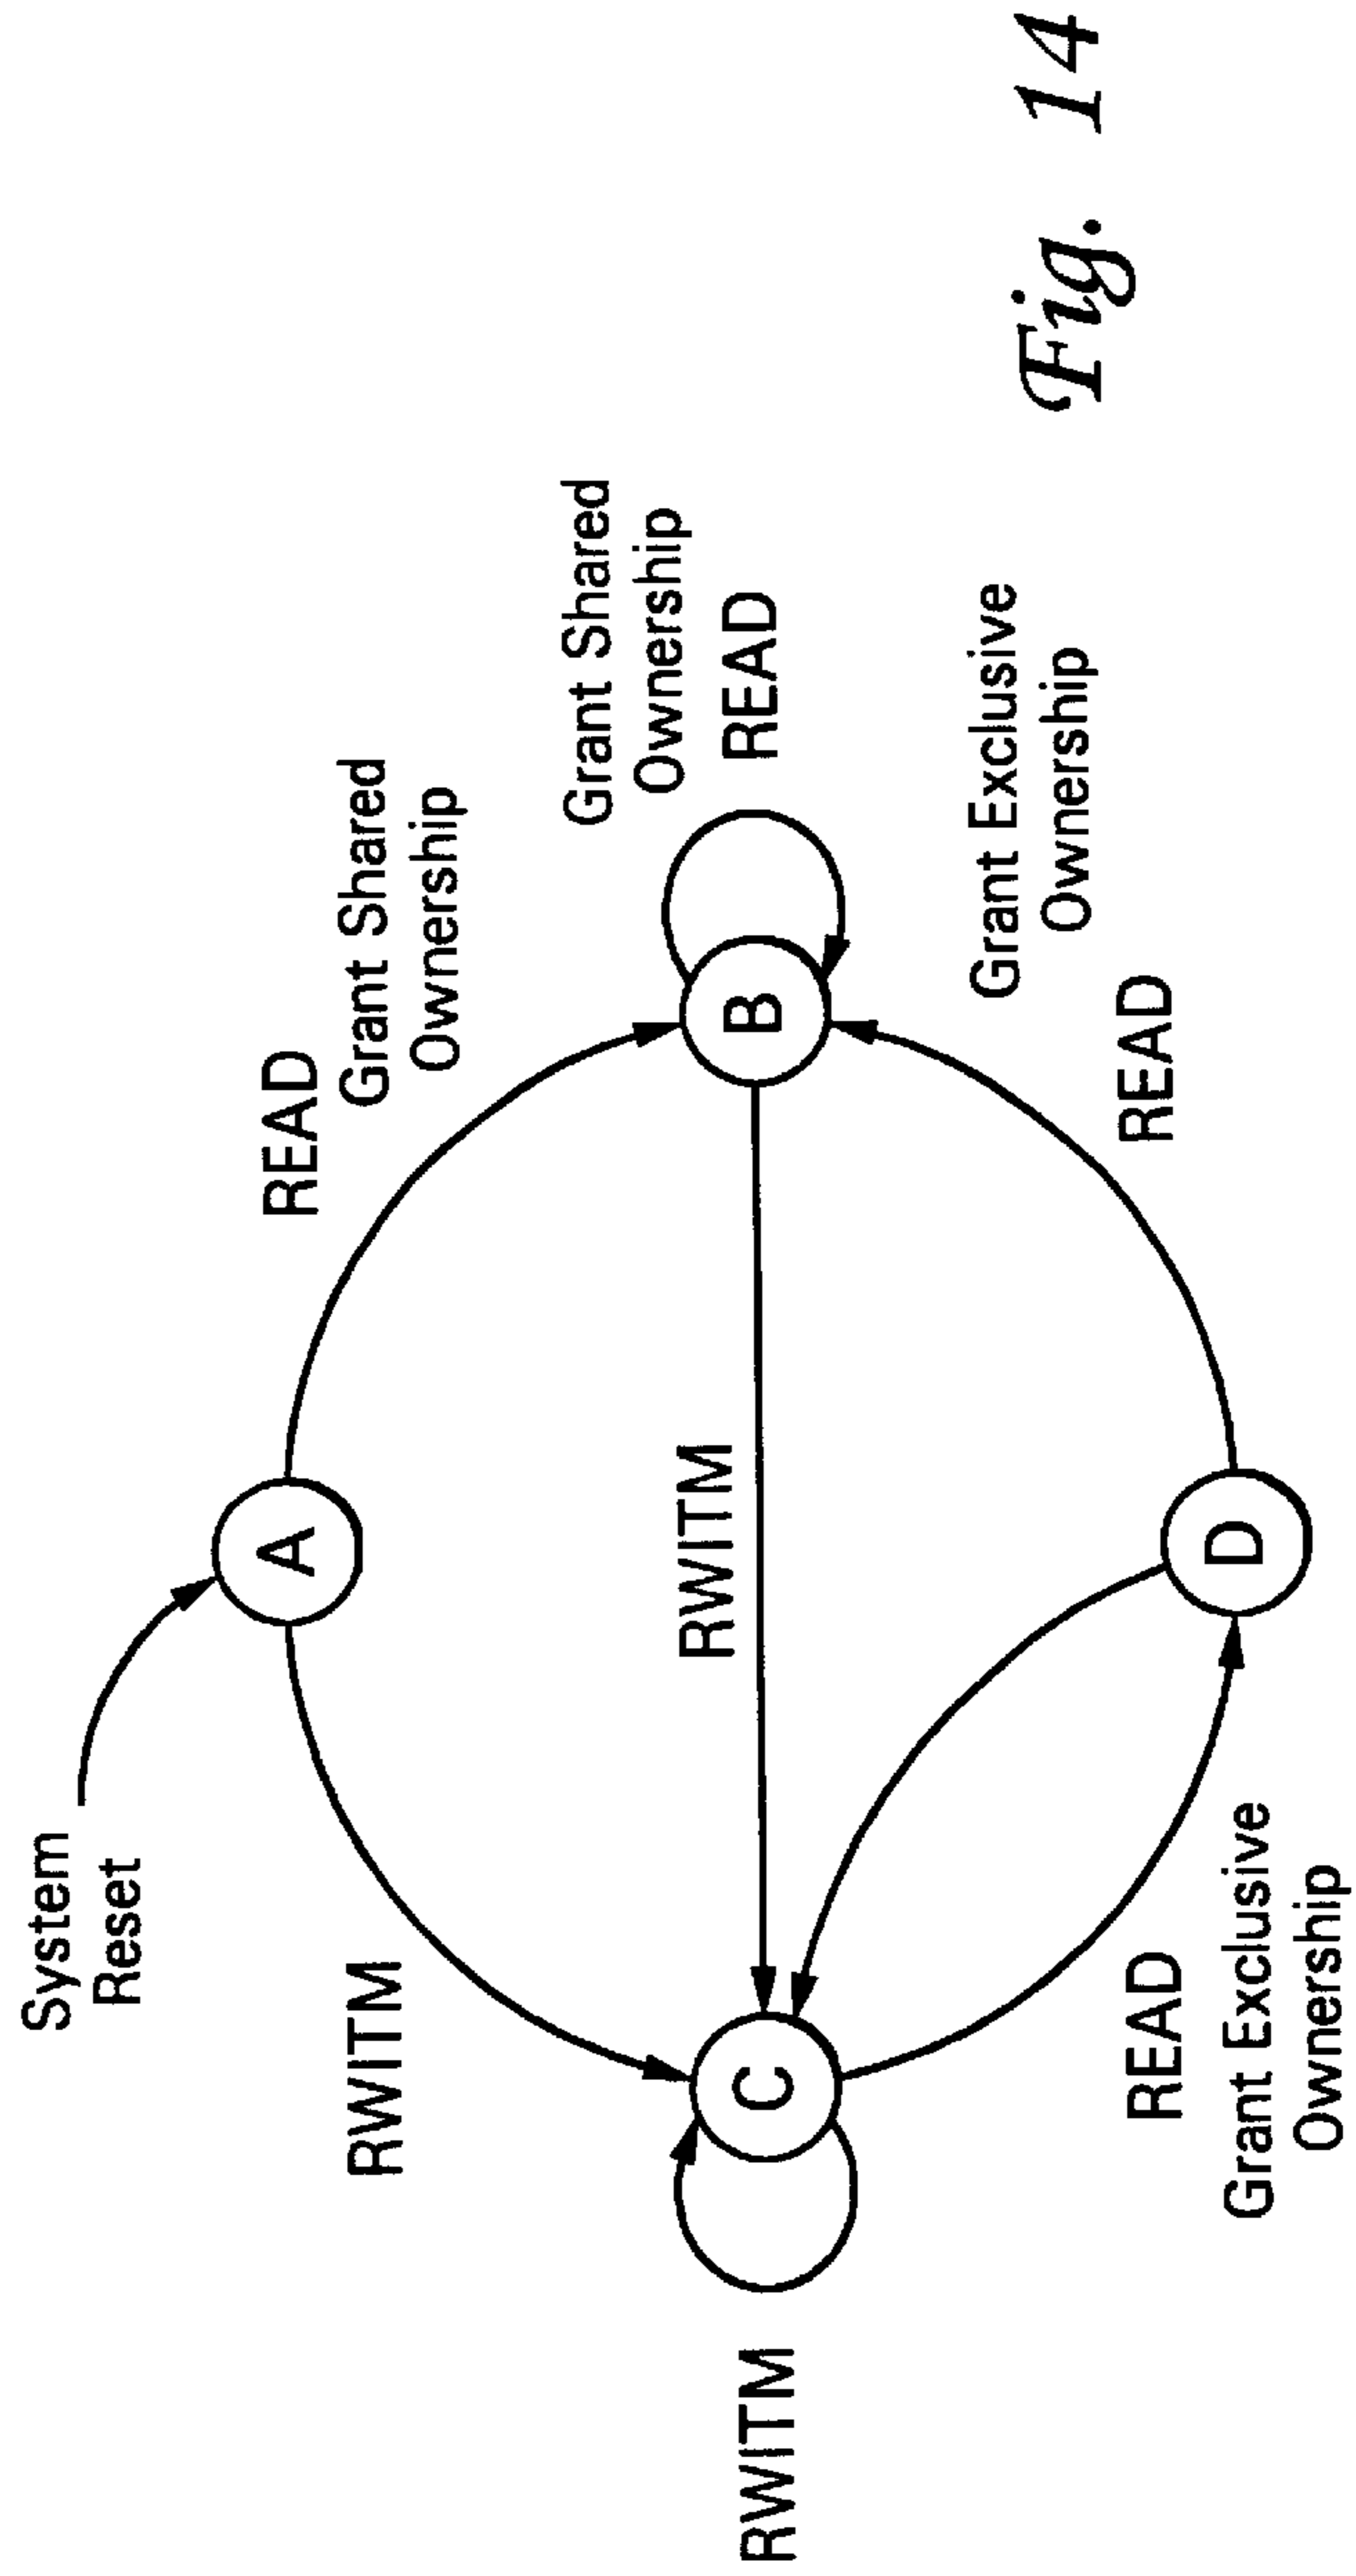 System
Reset
A
RWITM
READ
Grant Shared
Ownership
RWITM
C
RWITM
B
Grant Shared
Ownership
READ
D
READ
Grant Exclusive
Ownership
READ
Grant Exclusive
Ownership
Fig. 14